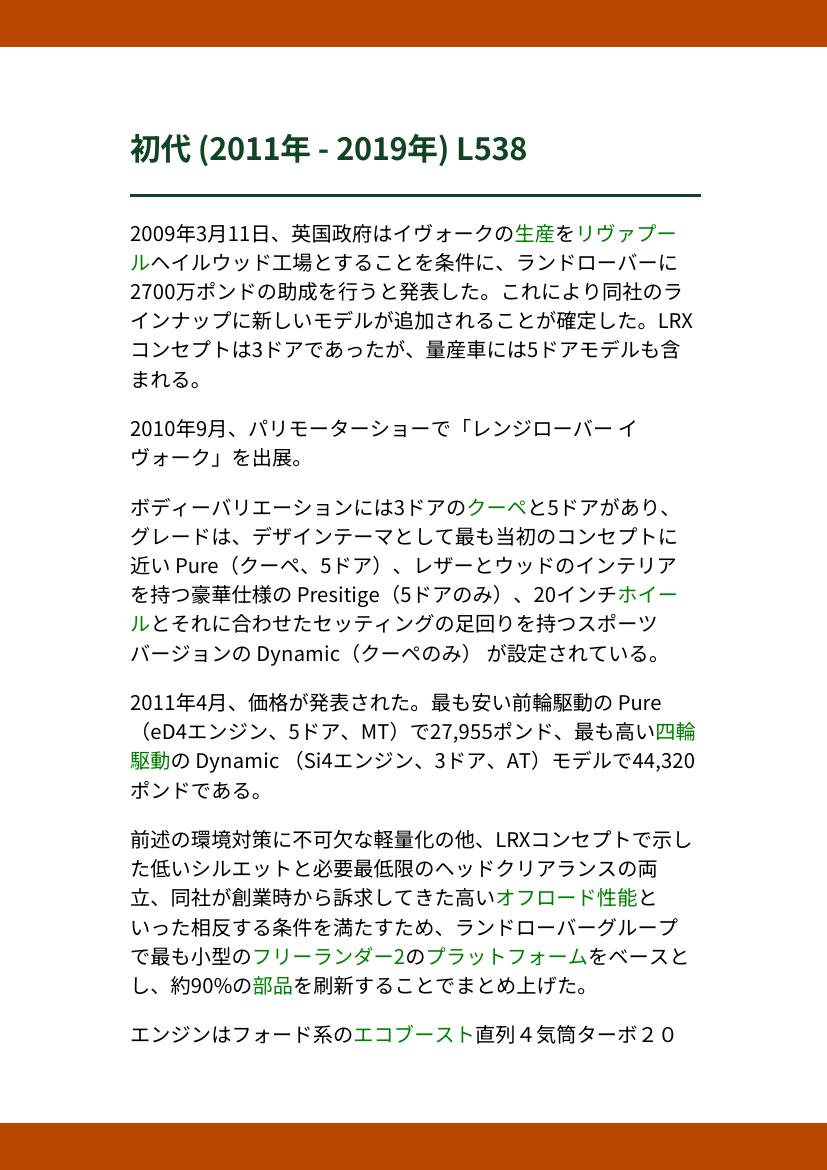 初代 (2011年 - 2019年) L538
2009年3月11日、英国政府はイヴォークの生産をリヴァプー
ルヘイルウッド工場とすることを条件に、ランドローバーに
2700万ポンドの助成を行うと発表した。これにより同社のラ
インナップに新しいモデルが追加されることが確定した。LRX
コンセプトは3ドアであったが、量産車には5ドアモデルも含
まれる。
2010年9月、パリモーターショーで「レンジローバー イ
ヴォーク」を出展。
ボディーバリエーションには3ドアのクーペと5ドアがあり、
グレードは、デザインテーマとして最も当初のコンセプトに
近い Pure（クーペ、5ドア）、レザーとウッドのインテリア
を持つ豪華仕様の Presitige（5ドアのみ）、20インチホイー
ルとそれに合わせたセッティングの足回りを持つスポーツ
バージョンの Dynamic（クーペのみ） が設定されている。
2011年4月、価格が発表された。最も安い前輪駆動の Pure
（eD4エンジン、5ドア、MT）で27,955ポンド、最も高い四輪
駆動の Dynamic （Si4エンジン、3ドア、AT）モデルで44,320
ポンドである。
前述の環境対策に不可欠な軽量化の他、LRXコンセプトで示し
た低いシルエットと必要最低限のヘッドクリアランスの両
立、同社が創業時から訴求してきた高いオフロード性能と
いった相反する条件を満たすため、ランドローバーグループ
で最も小型のフリーランダー2のプラットフォームをベースと
し、約90%の部品を刷新することでまとめ上げた。
エンジンはフォード系のエコブースト直列４気筒ターボ２０